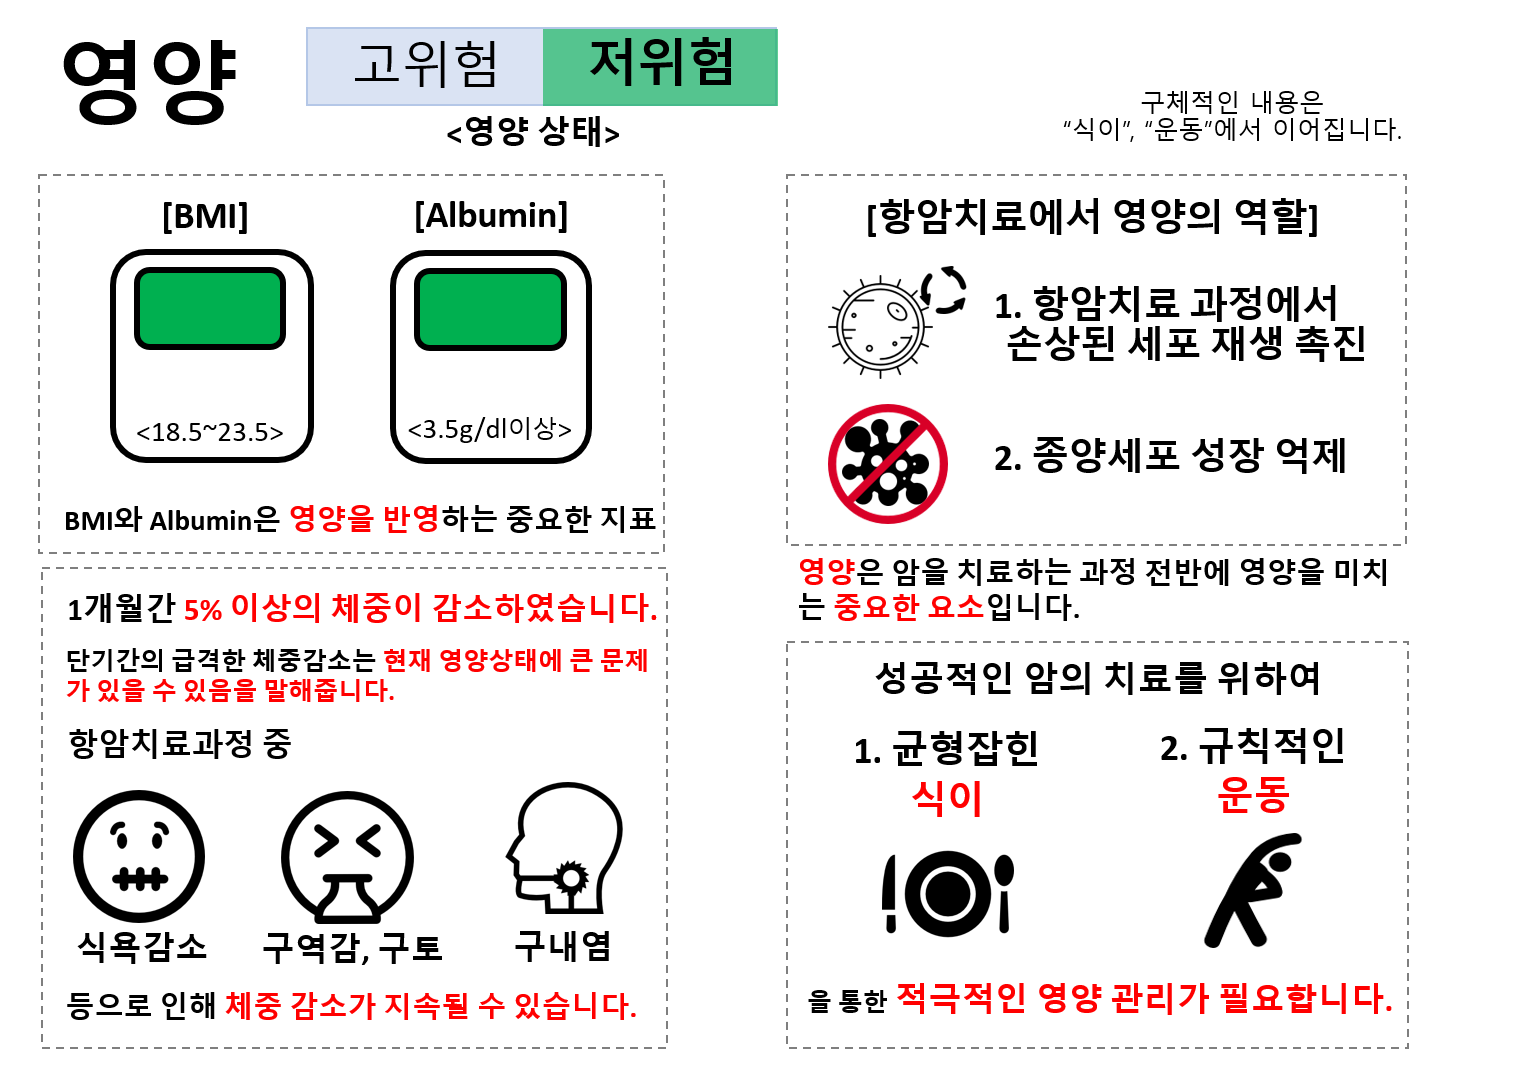 영양
고위험
저위험
<영양 상태>
구체적인 내용은
“식이”, “운동”에서 이어집니다.
[BMI]
[Albumin]
<18.5~23.5>
<3.5g/dl이상>
BMI와 Albumin은 영양을 반영하는 중요한 지표
1개월간 5% 이상의 체중이 감소하였습니다.
단기간의 급격한 체중감소는 현재 영양상태에 큰 문제
가 있을 수 있음을 말해줍니다.
항암치료과정 중
식욕감소
구역감, 구토
구내염
등으로 인해 체중 감소가 지속될 수 있습니다.
[항암치료에서 영양의 역할]
1. 항암치료 과정에서
손상된 세포 재생 촉진
2. 종양세포 성장 억제
영양은 암을 치료하는 과정 전반에 영양을 미치
는 중요한 요소입니다.
성공적인 암의 치료를 위하여
1. 균형잡힌
식이
2. 규칙적인
운동
을 통한 적극적인 영양 관리가 필요합니다.